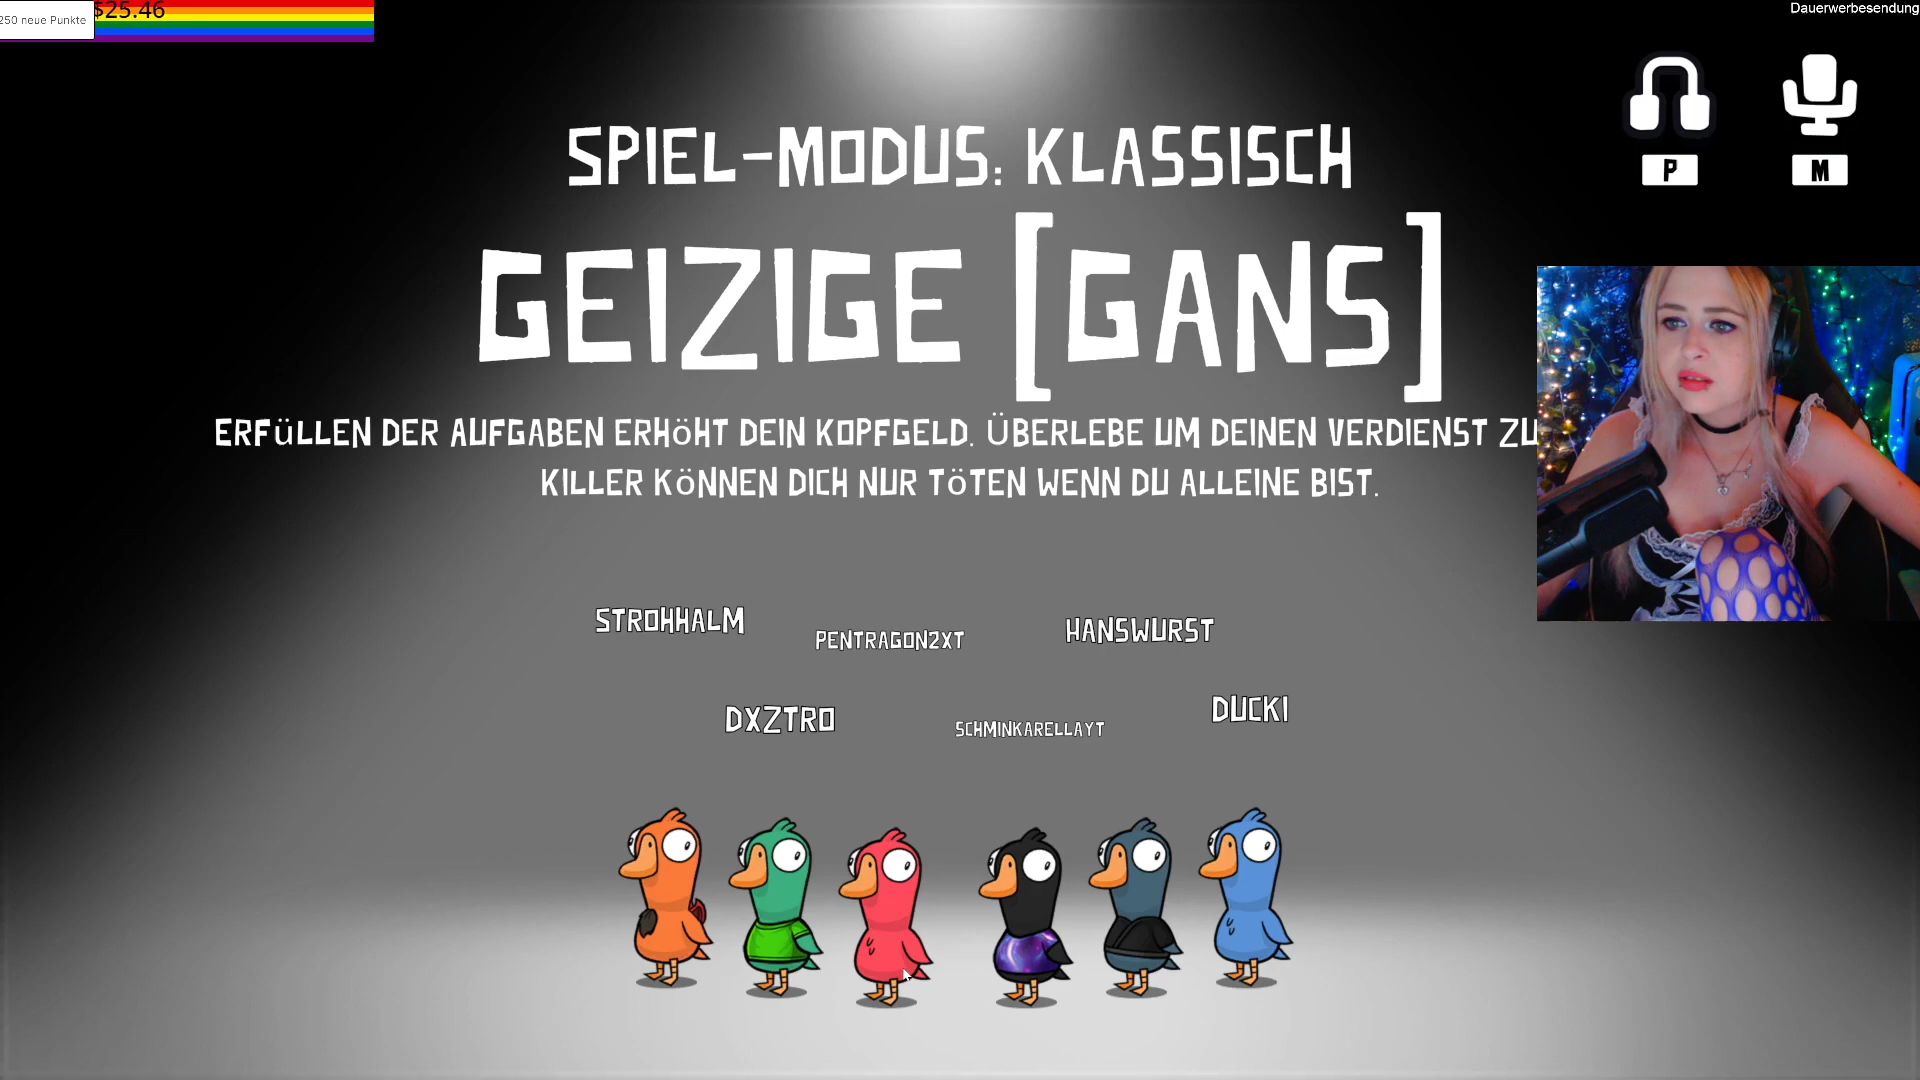 250 neue Punkte
$25.46
Dauerwerbesendung
SPIEL-MODUS: KLASSISCH
P
M
GEIZIGE [GANS]
ERFÜLLEN DER AUFGABEN ERHÖHT DEIN KOPFGELD. ÜBERLEBE UM DEINEN VERDIENST ZU
KILLER KÖNNEN DICH NUR TÖTEN WENN DU ALLEINE BIST.
STROHHALM
PENTRAGON2XT
HANSWURST
DXZTRO
SCHMINKARELLAYT
DUCKI